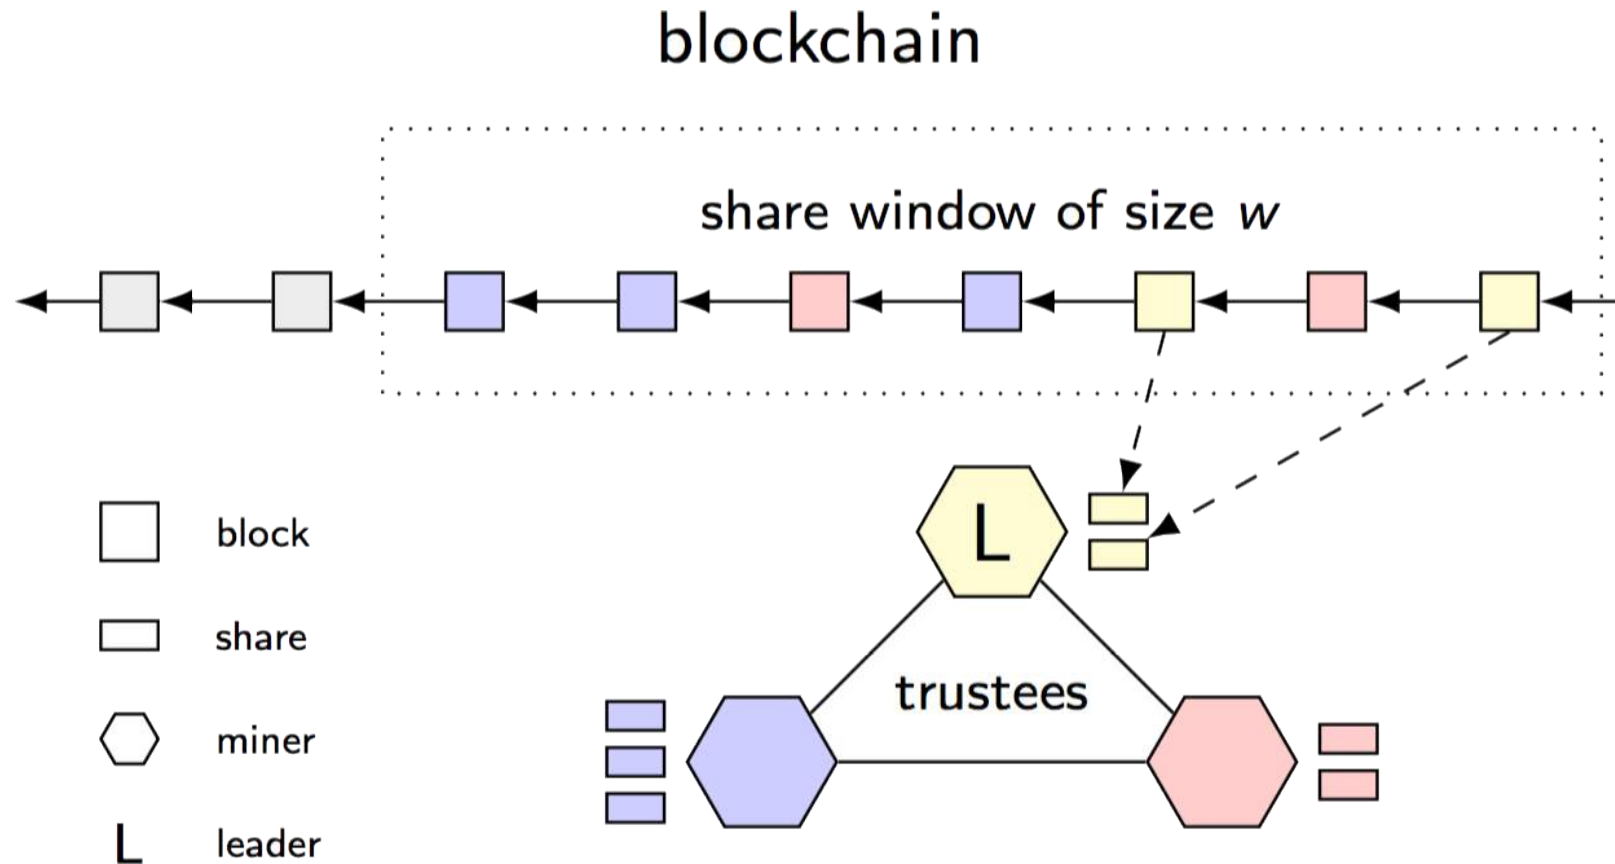 blockchain
share window of size w
L
trustees
block
share
miner
L leader